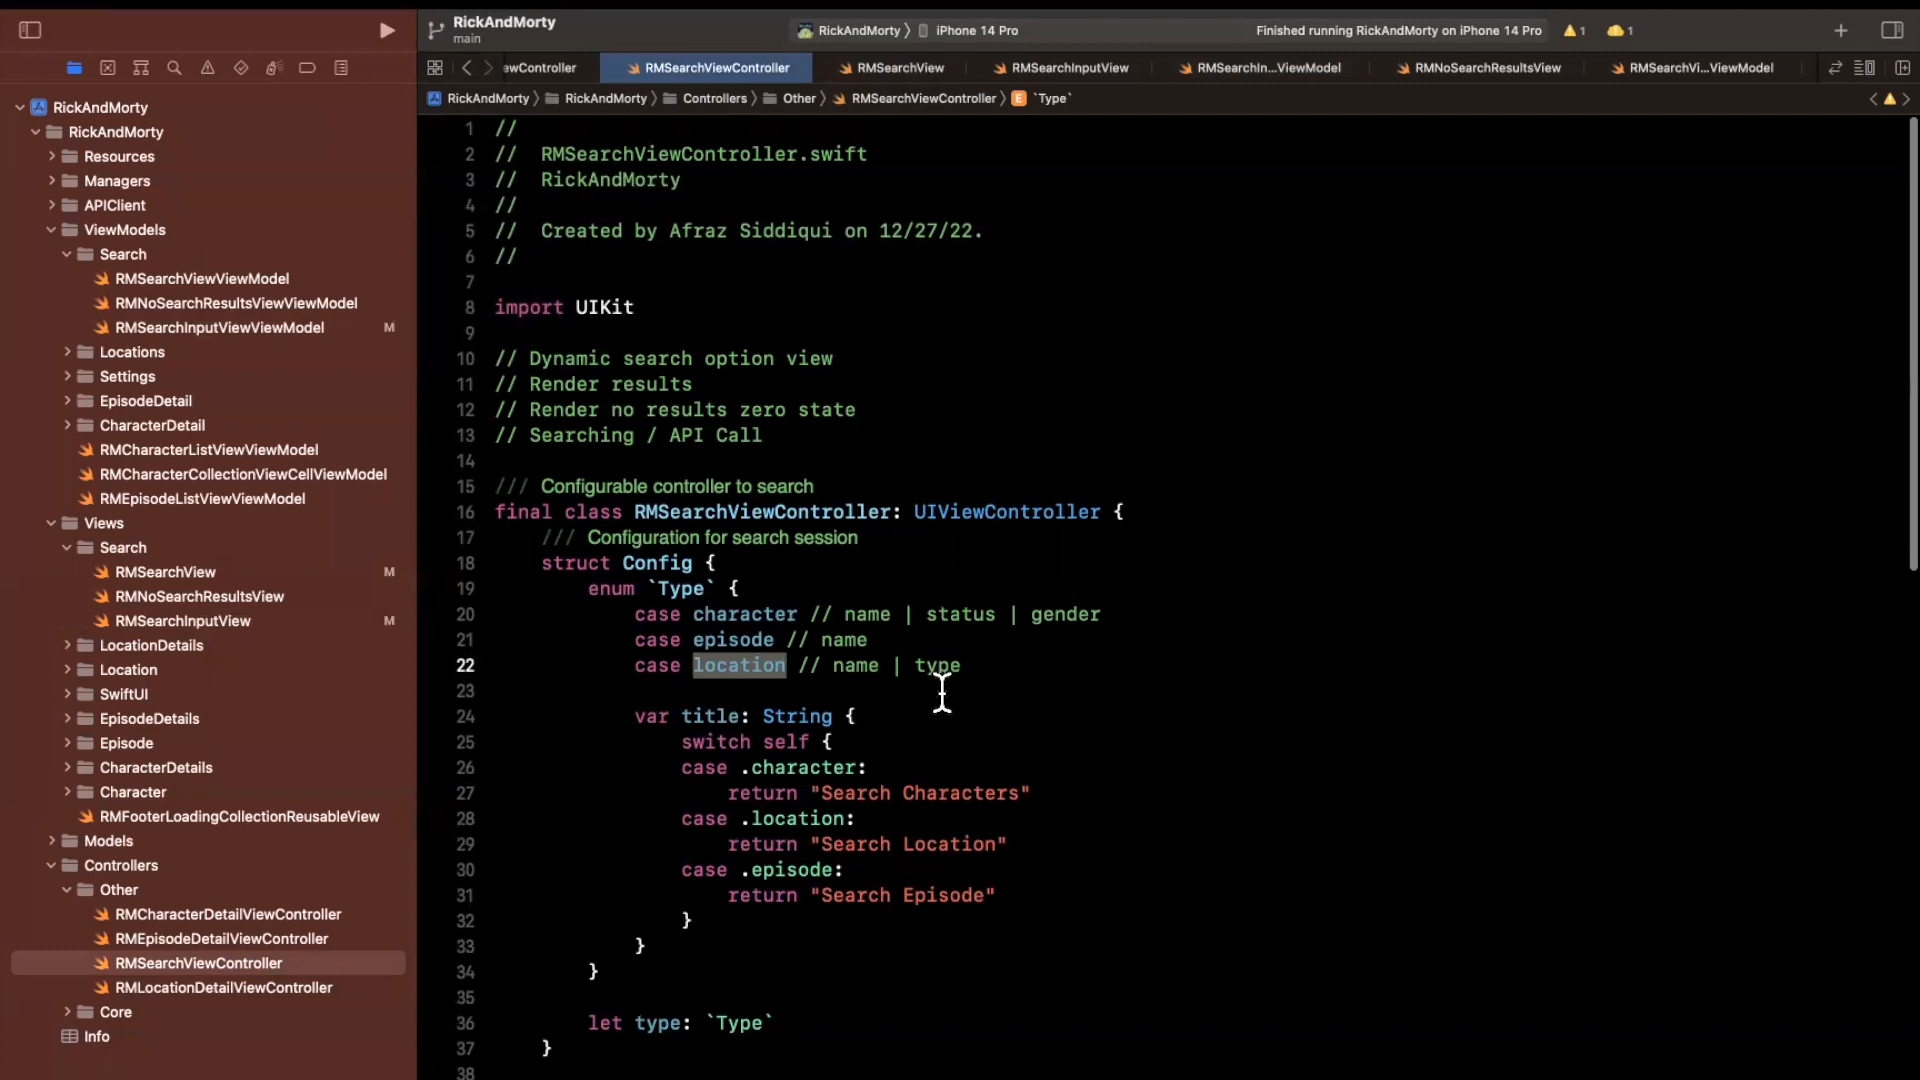 RickAndMorty
main
RickAndMorty
iPhone 14 Pro
Finished running RickAndMorty on iPhone 14 Pro
1
1
ewController
RMSearchViewController
RMSearchView
RMSearchInputView
RMSearchIn...ViewModel
RMNoSearchResultsView
RMSearchVi...ViewModel
RickAndMorty
RickAndMorty
Controllers
Other
RMSearchViewController
E
`Type`
RickAndMorty
RickAndMorty
Resources
Managers
APIClient
ViewModels
Search
RMSearchViewViewModel
RMNoSearchResultsViewViewModel
RMSearchInputViewViewModel M
Locations
Settings
EpisodeDetail
CharacterDetail
RMCharacterListViewViewModel
RMCharacterCollectionViewCellViewModel
RMEpisodeListViewViewModel
Views
Search
RMSearchView M
RMNoSearchResultsView
RMSearchInputView M
LocationDetails
Location
SwiftUI
EpisodeDetails
Episode
CharacterDetails
Character
RMFooterLoadingCollectionReusableView
Models
Controllers
Other
RMCharacterDetailViewController
RMEpisodeDetailViewController
RMSearchViewController
RMLocationDetailViewController
Core
Info
1 //
2 //  RMSearchViewController.swift
3 //  RickAndMorty
4 //
5 //  Created by Afraz Siddiqui on 12/27/22.
6 //
7
8 import UIKit
9
10 // Dynamic search option view
11 // Render results
12 // Render no results zero state
13 // Searching / API Call
14
15 /// Configurable controller to search
16 final class RMSearchViewController: UIViewController {
17     /// Configuration for search session
18     struct Config {
19         enum `Type` {
20             case character // name | status | gender
21             case episode // name
22             case location // name | type
23
24             var title: String {
25                 switch self {
26                 case .character:
27                     return "Search Characters"
28                 case .location:
29                     return "Search Location"
30                 case .episode:
31                     return "Search Episode"
32                 }
33             }
34         }
35
36         let type: `Type`
37     }
38